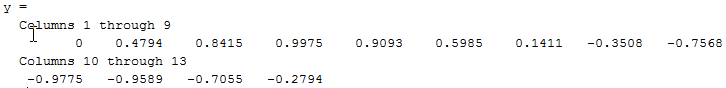 y =
Columns 1 through 9
0 0.4794 0.8415 0.9975 0.9093 0.5985 0.1411 -0.3508 -0.7568
Columns 10 through 13
-0.9775 -0.9589 -0.7055 -0.2794